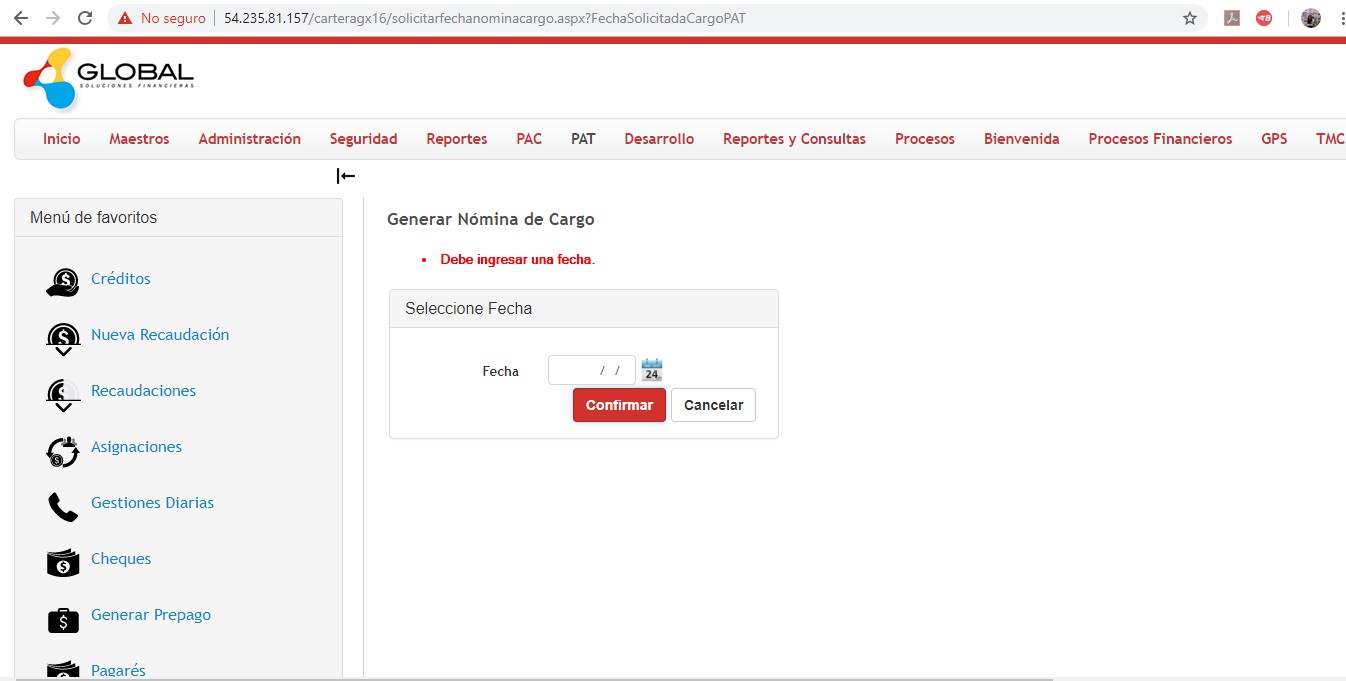 No seguro 54.235.81.157/carteragx16/solicitarfechanominacargo.aspx?FechaSolicitadaCargoPAT
GLOBAL
SOLUCIONES FINANCIERAS
Inicio Maestros Administración Seguridad Reportes PAC PAT Desarrollo Reportes y Consultas Procesos Bienvenida Procesos Financieros GPS TMC
Menú de favoritos
Créditos
Nueva Recaudación
Recaudaciones
Asignaciones
Gestiones Diarias
Cheques
Generar Prepago
Pagarés
Generar Nómina de Cargo
• Debe ingresar una fecha.
Seleccione Fecha
Fecha / / 24
Confirmar Cancelar